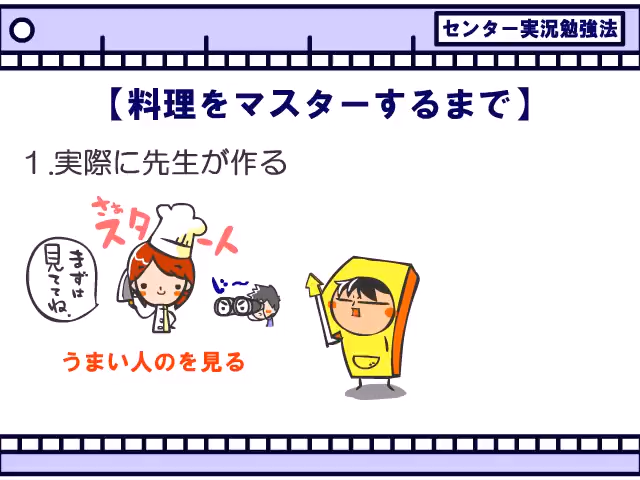 センター実況勉強法
【料理をマスターするまで】
1.実際に先生が作る
さぁ
スタ
まずは
見ててね。
じ〜
うまい人のを見る